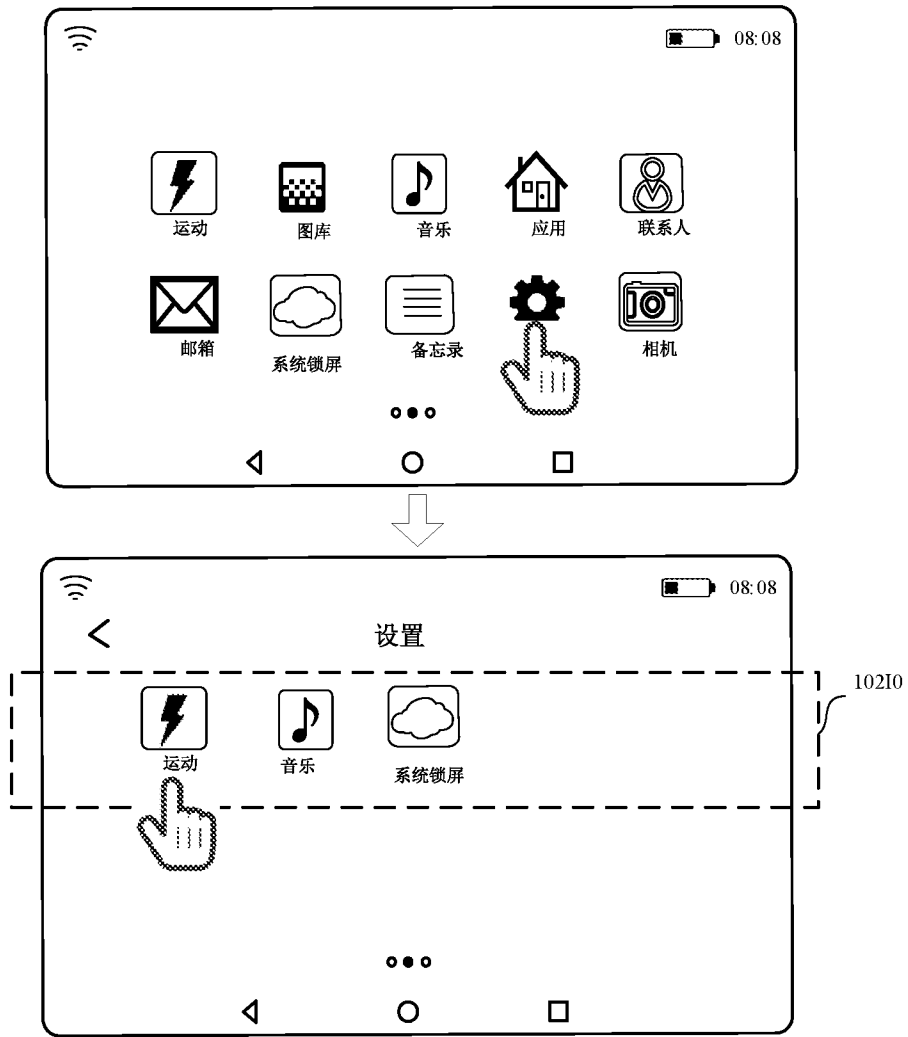 08:08
运动
图库
音乐
应用
联系人
邮箱
系统锁屏
备忘录
相机
08:08
设置
102I0
运动
音乐
系统锁屏